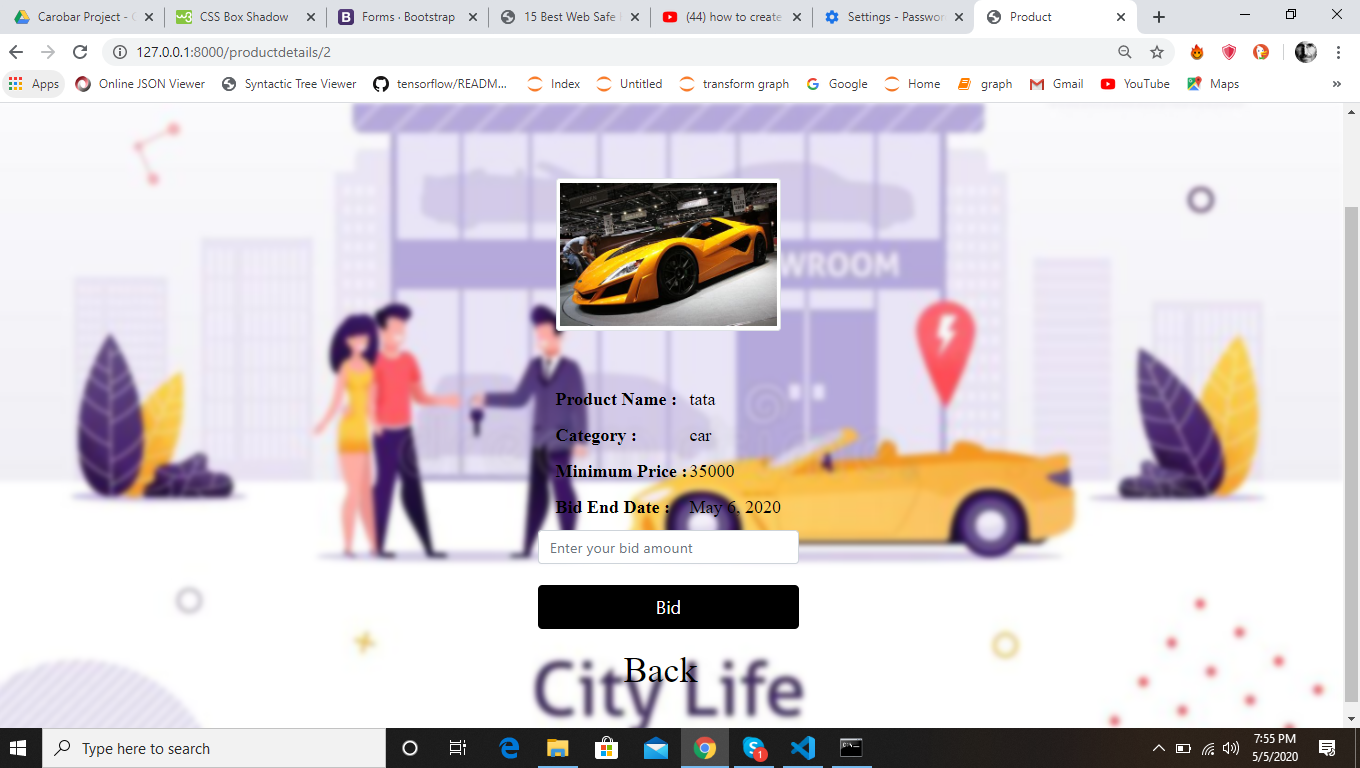 Carobar Project - C
CSS Box Shadow
Forms · Bootstrap
15 Best Web Safe
(44) how to create
Settings - Passwor
Product
127.0.0.1:8000/productdetails/2
Apps
Online JSON Viewer
Syntactic Tree Viewer
tensorflow/READM...
Index
Untitled
transform graph
Google
Home
graph
Gmail
YouTube
Maps
»
WROOM
Product Name : tata
Category : car
Minimum Price : 35000
Bid End Date : May 6, 2020
Enter your bid amount
Bid
Back
City Life
Type here to search
1
7:55 PM
5/5/2020